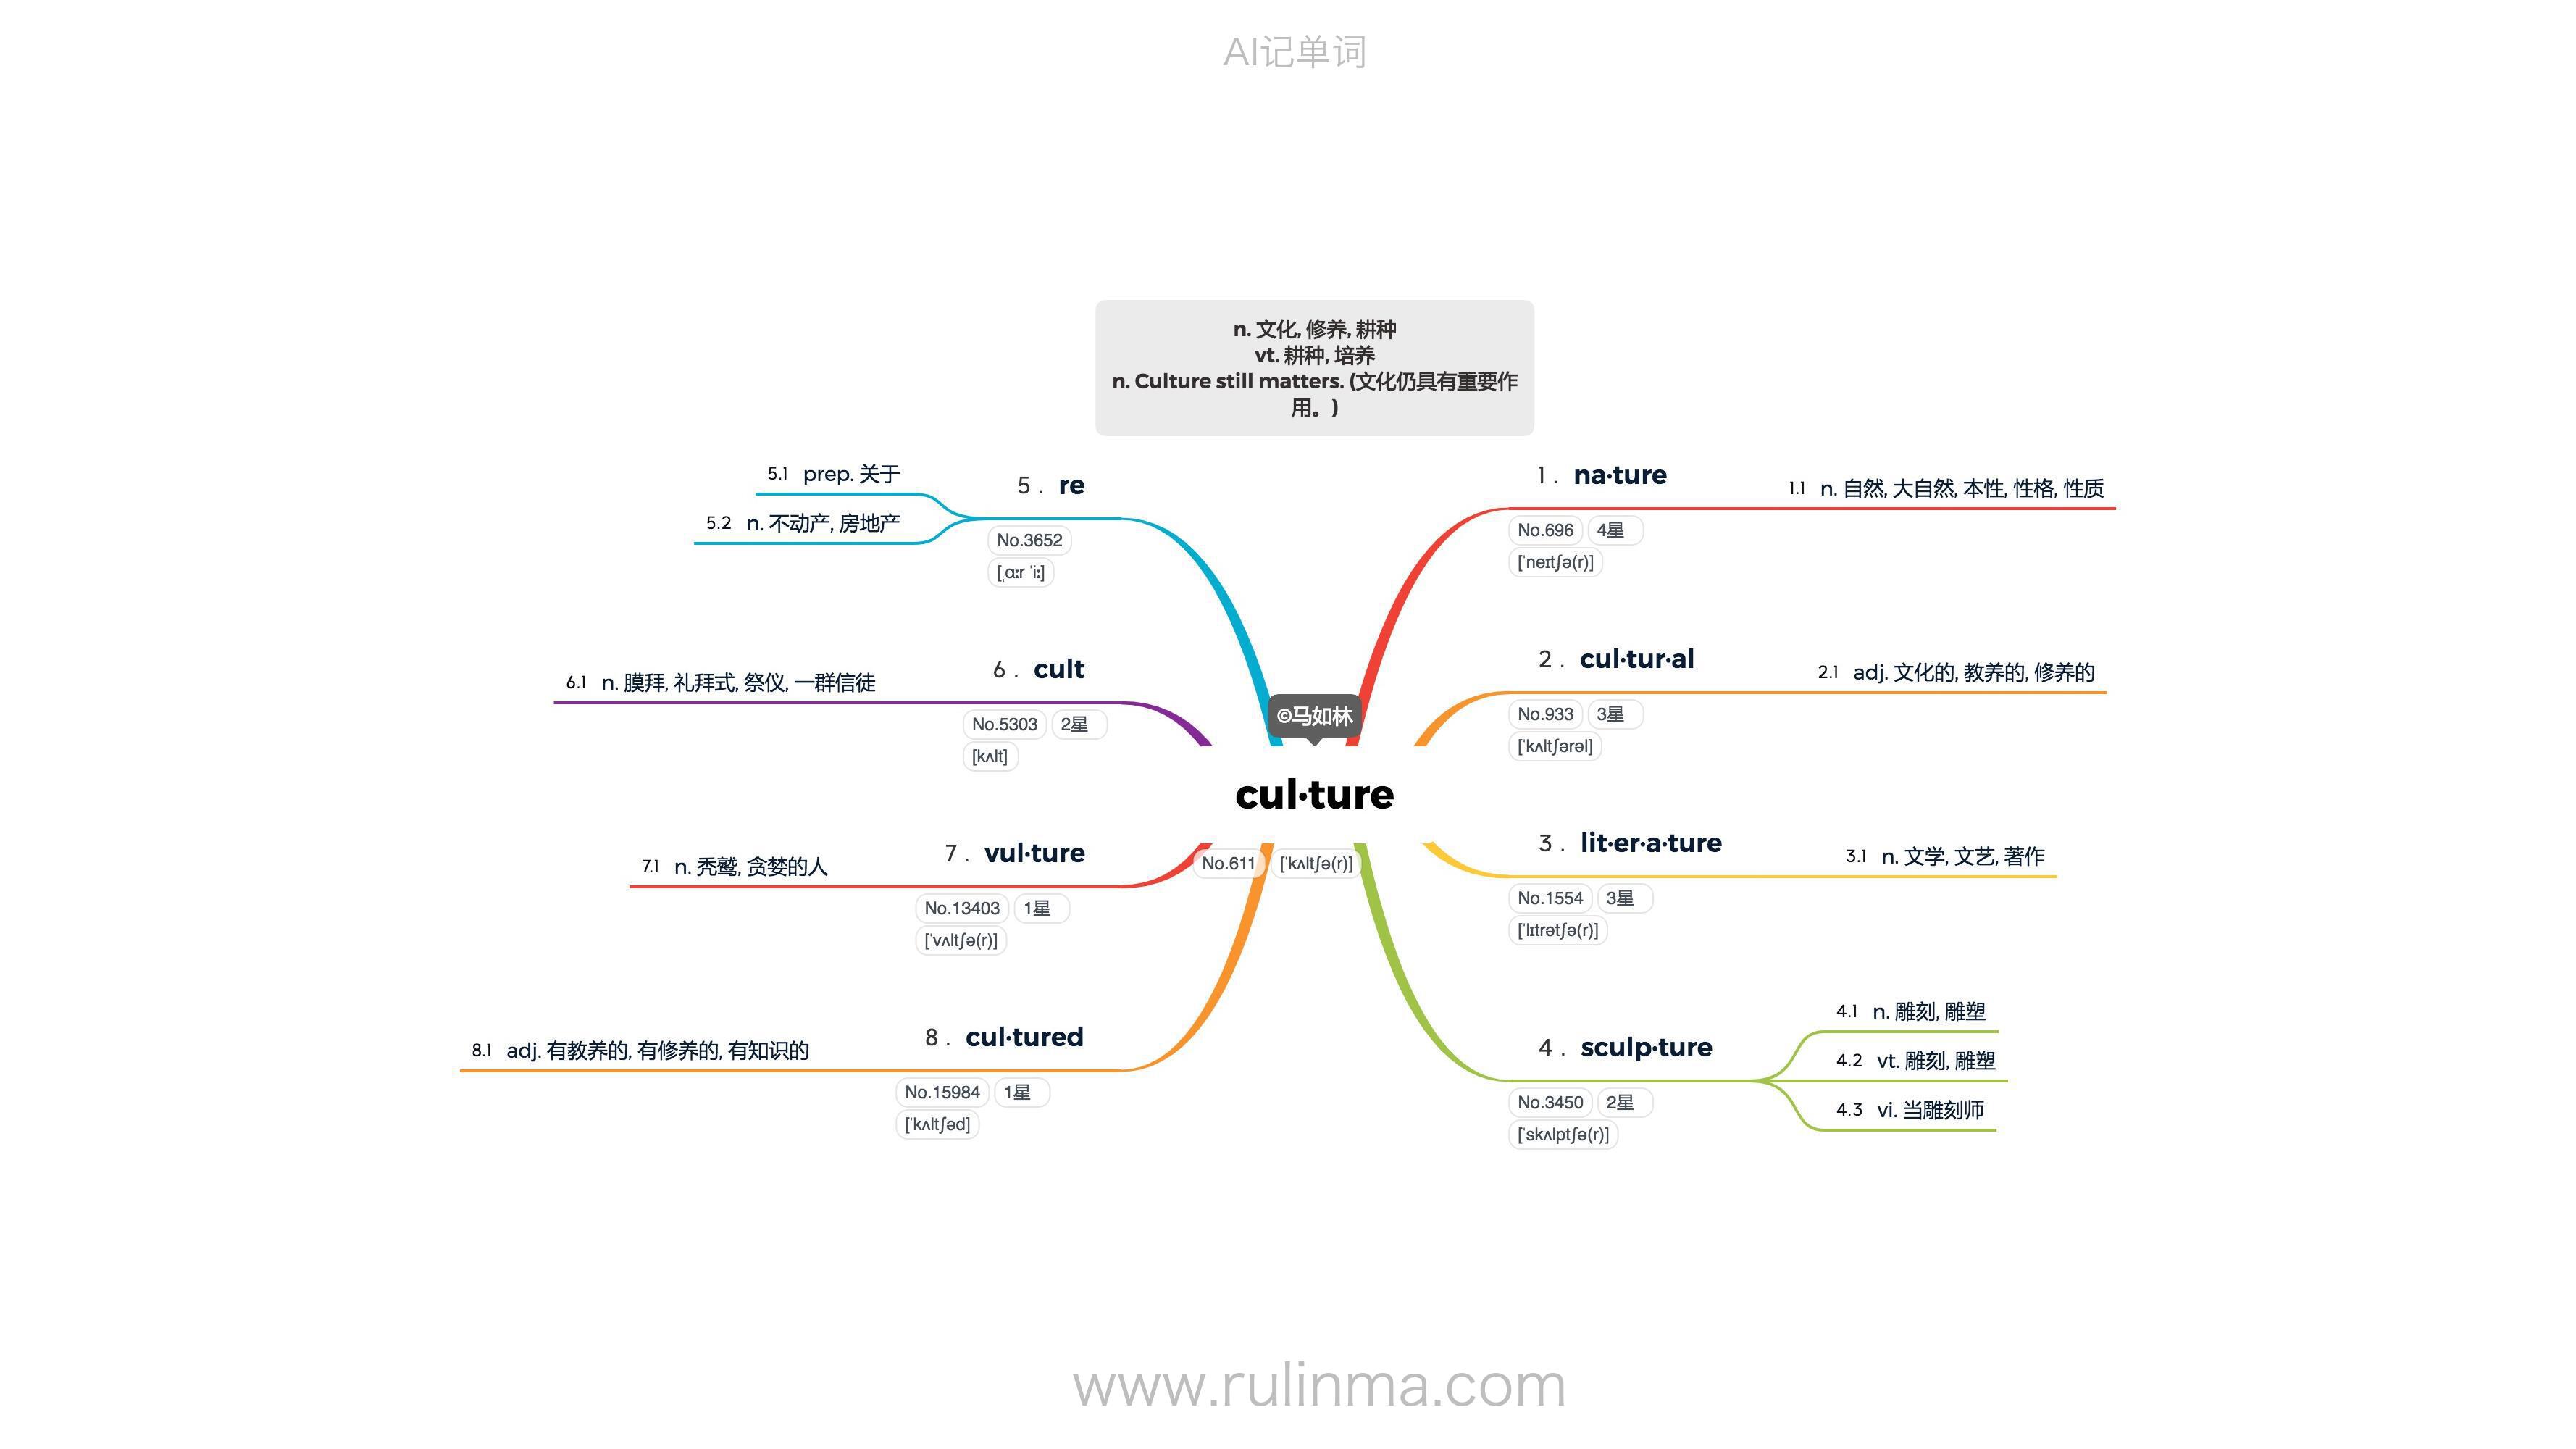 AI记单词
n. 文化, 修养, 耕种
vt. 耕种, 培养
n. Culture still matters. (文化仍具有重要作
用。)
©马如林
cul·ture
No.611 [ˈkʌltʃə(r)]
1 . na·ture
No.696 4星
[ˈneɪtʃə(r)]
1.1 n. 自然, 大自然, 本性, 性格, 性质
2 . cul·tur·al
No.933 3星
[ˈkʌltʃərəl]
2.1 adj. 文化的, 教养的, 修养的
3 . lit·er·a·ture
No.1554 3星
[ˈlɪtrətʃə(r)]
3.1 n. 文学, 文艺, 著作
4 . sculp·ture
No.3450 2星
[ˈskʌlptʃə(r)]
4.1 n. 雕刻, 雕塑
4.2 vt. 雕刻, 雕塑
4.3 vi. 当雕刻师
5 . re
No.3652
[ˌɑːr ˈiː]
5.1 prep. 关于
5.2 n. 不动产, 房地产
6 . cult
No.5303 2星
[kʌlt]
6.1 n. 膜拜, 礼拜式, 祭仪, 一群信徒
7 . vul·ture
No.13403 1星
[ˈvʌltʃə(r)]
7.1 n. 秃鹫, 贪婪的人
8 . cul·tured
No.15984 1星
[ˈkʌltʃəd]
8.1 adj. 有教养的, 有修养的, 有知识的
www.rulinma.com